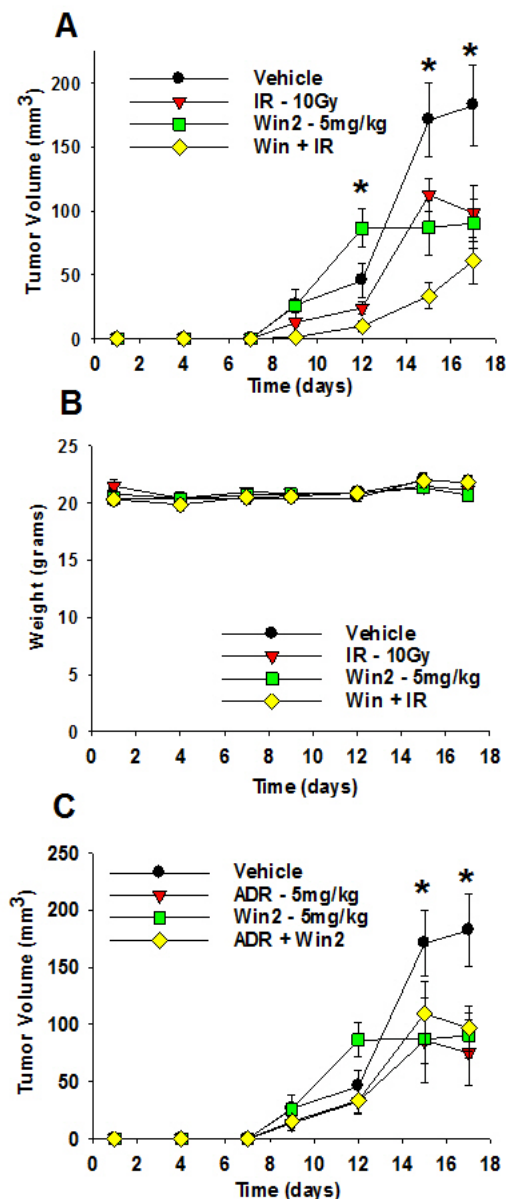 A
Tumor Volume (mm³)
200
150
100
50
0
* * *
Vehicle
IR - 10Gy
Win2 - 5mg/kg
Win + IR
0 2 4 6 8 10 12 14 16 18
Time (days)
B
Weight (grams)
25
20
15
10
5
0
Vehicle
IR - 10Gy
Win2 - 5mg/kg
Win + IR
0 2 4 6 8 10 12 14 16 18
Time (days)
C
Tumor Volume (mm³)
250
200
150
100
50
0
* *
Vehicle
ADR - 5mg/kg
Win2 - 5mg/kg
ADR + Win2
0 2 4 6 8 10 12 14 16 18
Time (days)